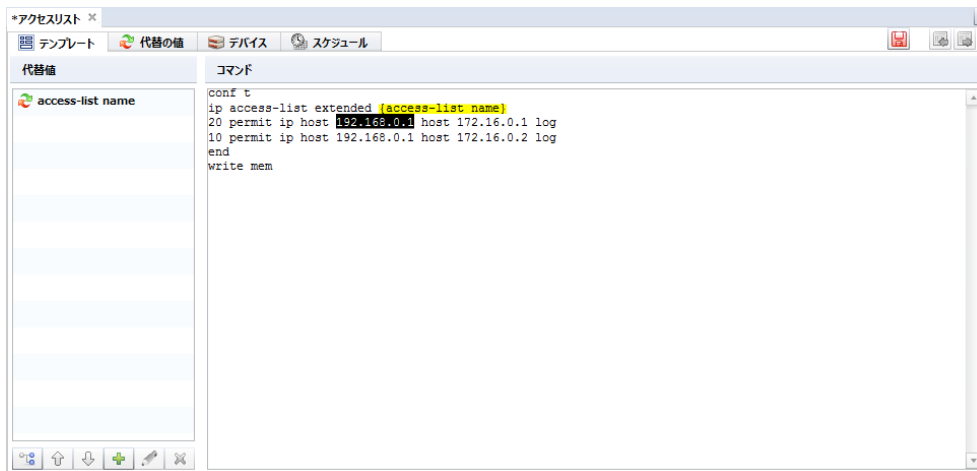 *アクセスリスト
テンプレート 代替の値 デバイス スケジュール
代替値
access-list name
コマンド
conf t
ip access-list extended {access-list name}
20 permit ip host 192.168.0.1 host 172.16.0.1 log
10 permit ip host 192.168.0.1 host 172.16.0.2 log
end
write mem